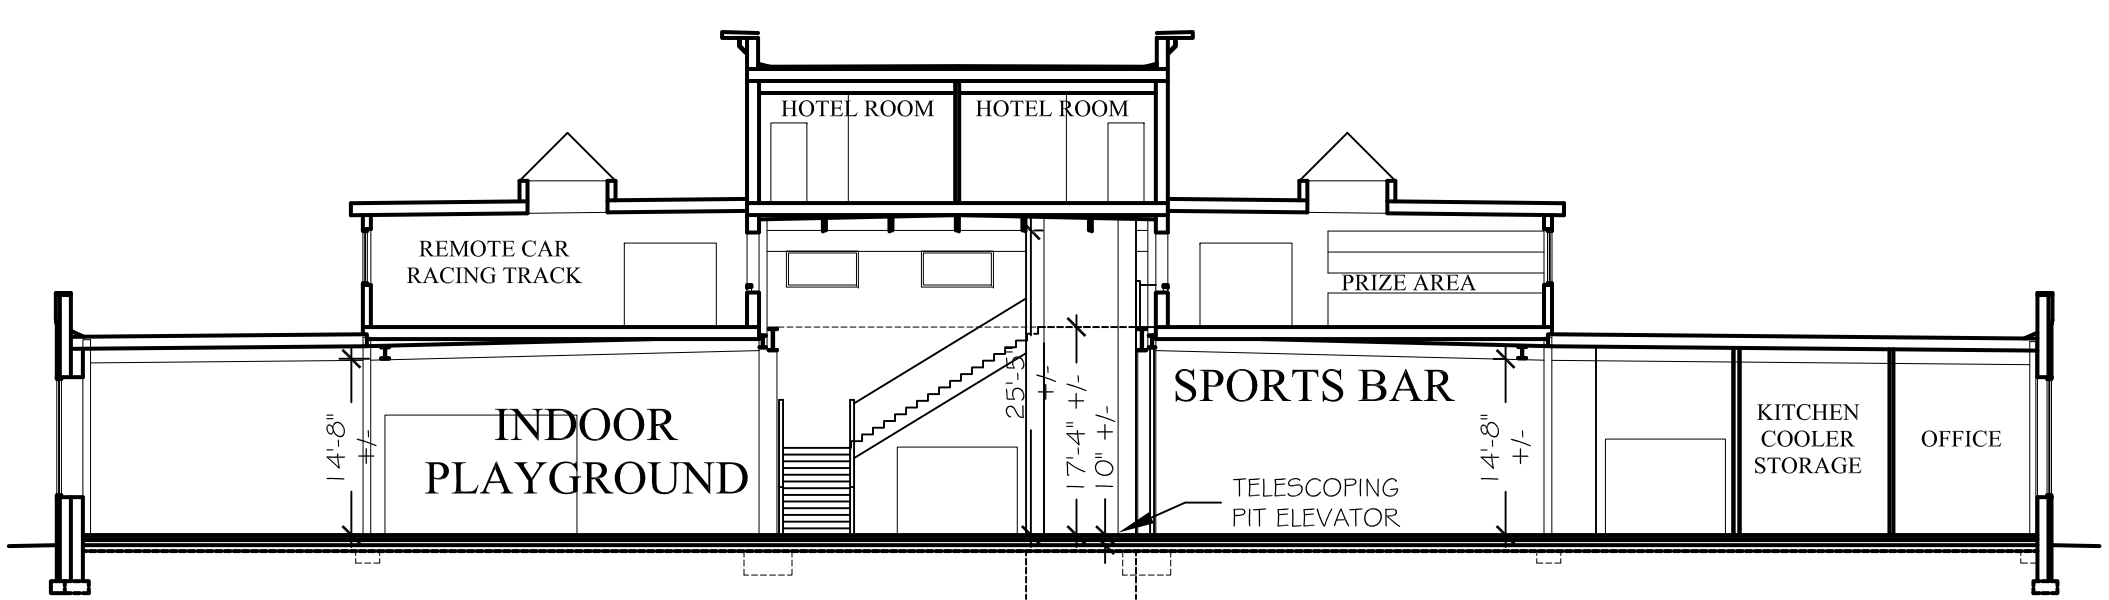 HOTEL ROOM
HOTEL ROOM
REMOTE CAR
RACING TRACK
PRIZE AREA
INDOOR
PLAYGROUND
SPORTS BAR
KITCHEN
COOLER
STORAGE
OFFICE
14'-8"
+/-
25'-5"
+/-
17'-4" +/-
10" +/-
14'-8"
+/-
TELESCOPING
PIT ELEVATOR